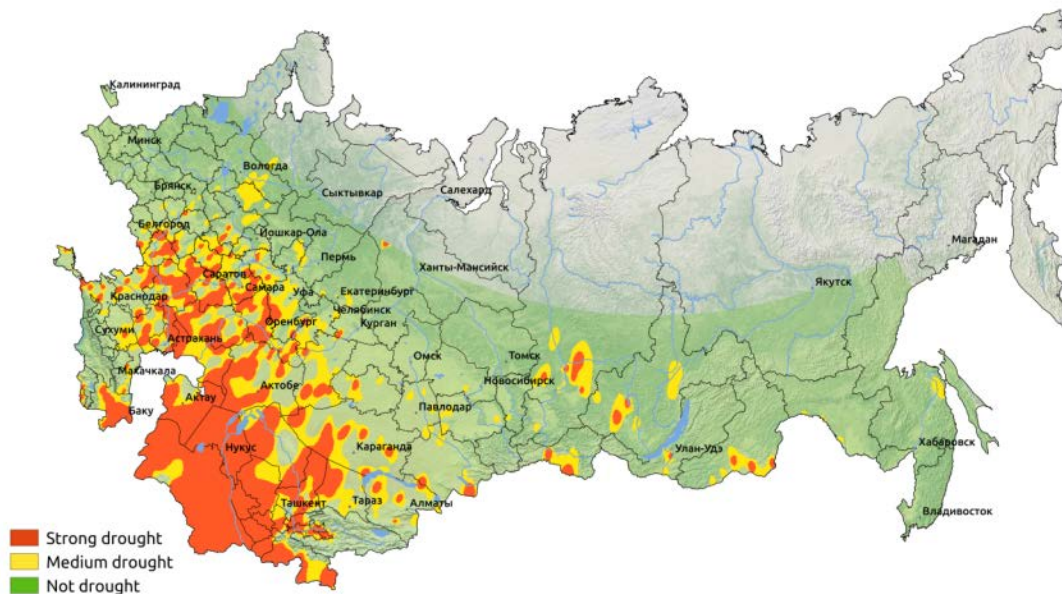 Калининград
Минск
Вологда
Брянск
Сыктывкар
Салехард
Белгород
Йошкар-Ола
Магадан
Пермь
Ханты-Мансийск
Саратов
Якутск
Самара
Уфа
Екатеринбург
Краснодар
Челябинск
Оренбург
Курган
Сухуми
Астрахань
Омск
Томск
Махачкала
Новосибирск
Актобе
Актау
Павлодар
Баку
Хабаровск
Нукус
Караганда
Улан-Удэ
Ташкент
Тараз
Алматы
Владивосток
Strong drought
Medium drought
Not drought